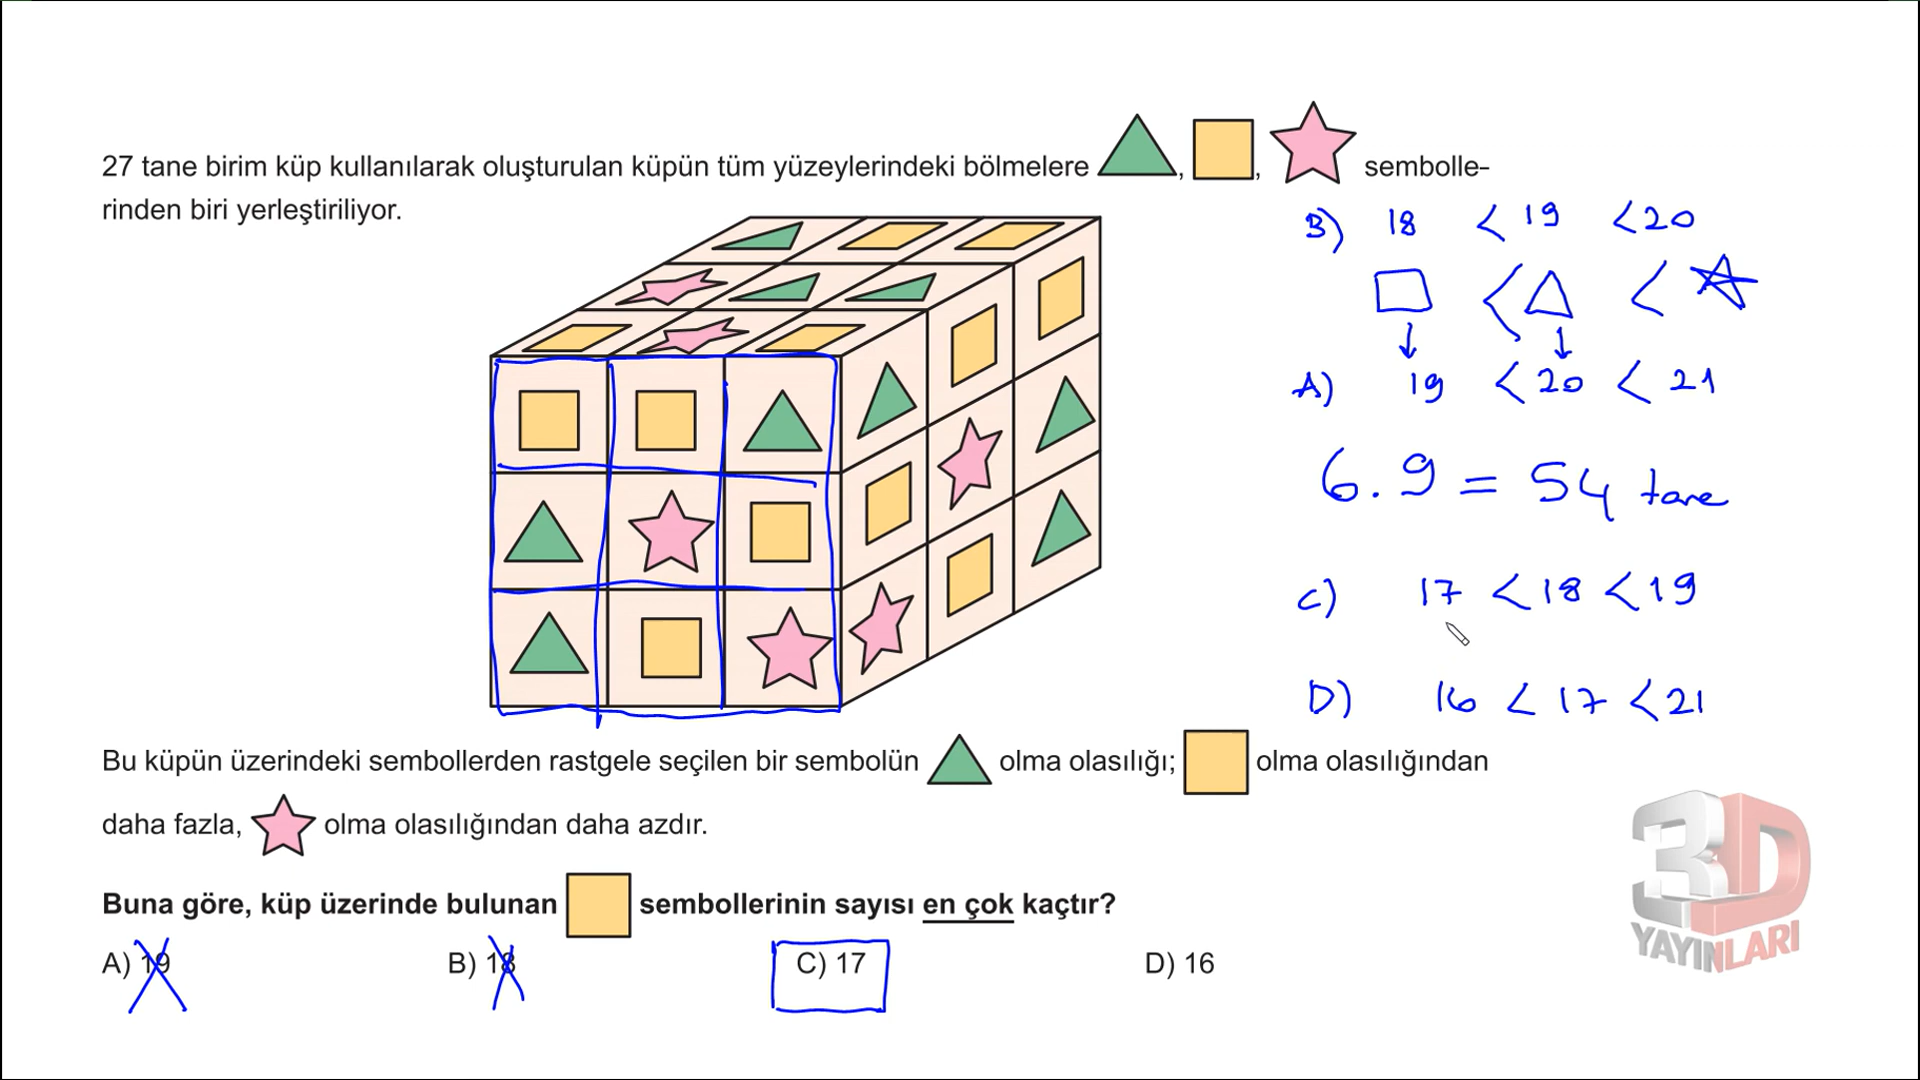 27 tane birim küp kullanılarak oluşturulan küpün tüm yüzeylerindeki bölmelere , , sembolle-
rinden biri yerleştiriliyor.
B) 18 < 19 < 20
< <
A) 19 < 20 < 21
6 . 9 = 54 tane
C) 17 < 18 < 19
D) 16 < 17 < 21
Bu küpün üzerindeki sembollerden rastgele seçilen bir sembolün olma olasılığı; olma olasılığından
daha fazla, olma olasılığından daha azdır.
Buna göre, küp üzerinde bulunan sembollerinin sayısı en çok kaçtır?
A) 19 B) 18 C) 17 D) 16
3D
YAYINLARI